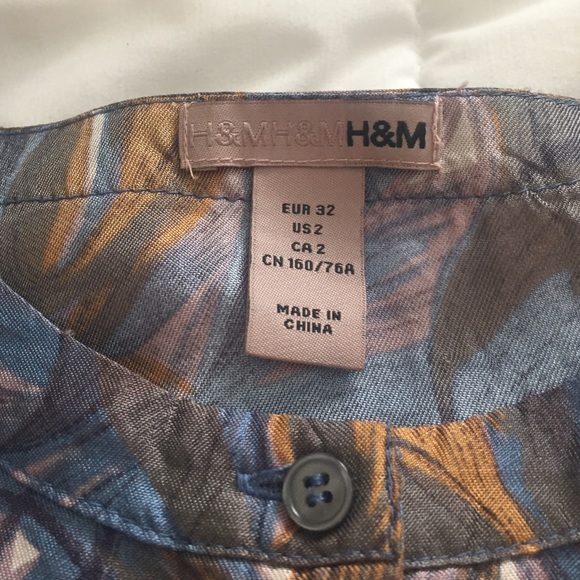 H&MH&MH&M
EUR 32
US 2
CA 2
CN 160/76A
MADE IN
CHINA